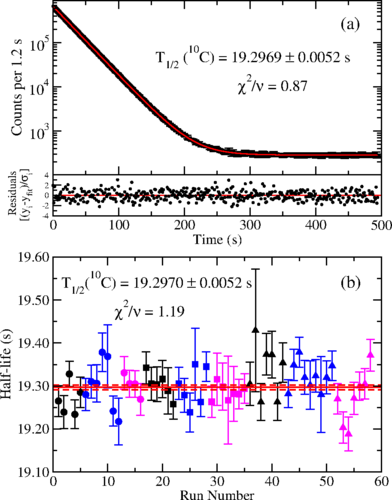 (a)
T1/2 (10C) = 19.2969 ± 0.0052 s
χ2/ν = 0.87
Counts per 1.2 s
10^5
10^4
10^3
Residuals
[(yi-yfit)/σi]
4
2
0
-2
-4
0 100 200 300 400 500
Time (s)
(b)
T1/2(10C) = 19.2970 ± 0.0052 s
χ2/ν = 1.19
Half-life (s)
19.60
19.50
19.40
19.30
19.20
19.10
0 10 20 30 40 50 60
Run Number